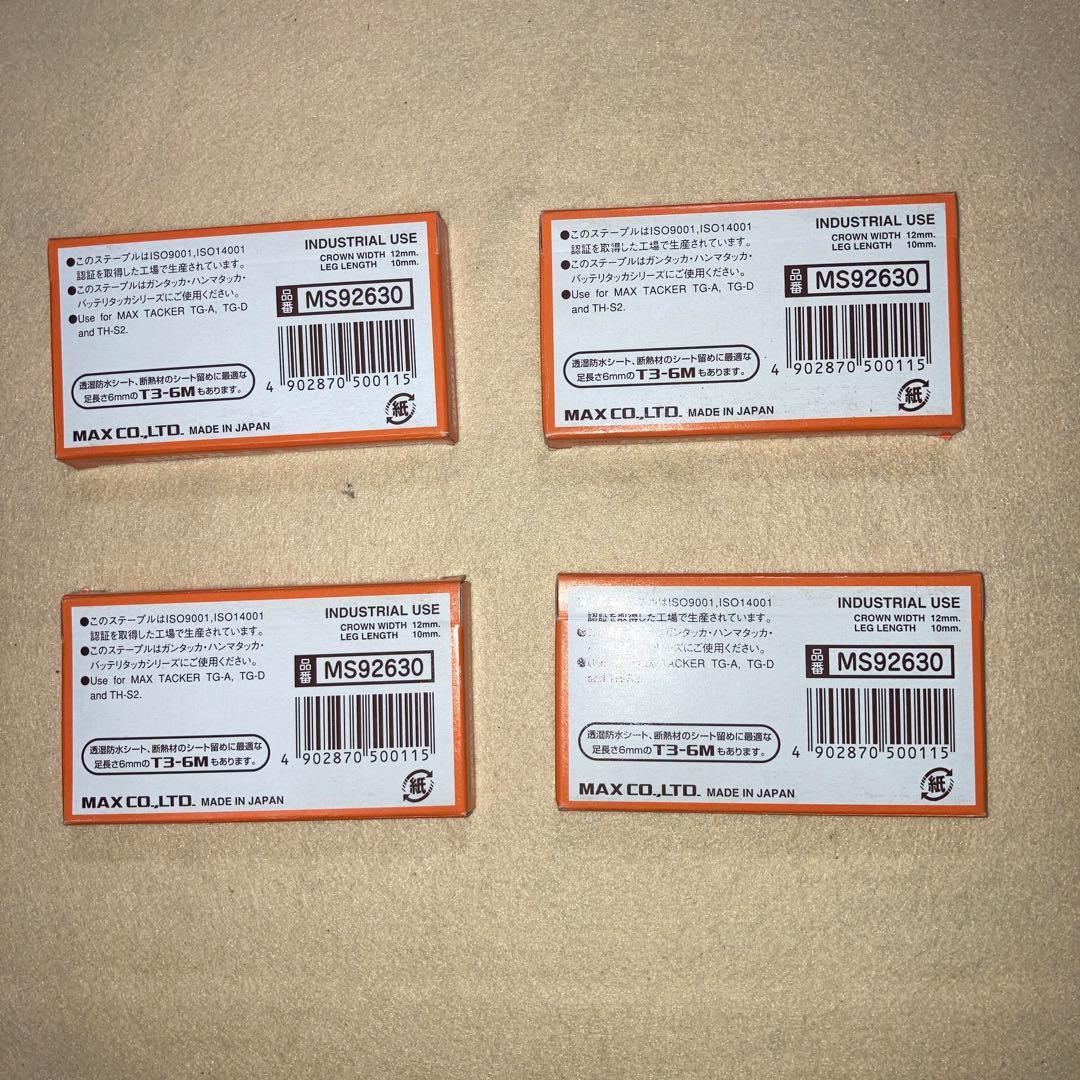 ●このステープルはISO9001,ISO14001
認証を取得した工場で生産されています。
●このステープルはガンタッカ・ハンマタッカ・
バッテリタッカシリーズにご使用ください。
●Use for MAX TACKER TG-A, TG-D
and TH-S2.
INDUSTRIAL USE
CROWN WIDTH 12mm.
LEG LENGTH 10mm.
品番 MS92630
4 902870 500115
透湿防水シート、断熱材のシート留めに最適な
足長さ6mmのT3-6Mもあります。
紙
MAX CO.,LTD. MADE IN JAPAN
●このステープルはISO9001,ISO14001
認証を取得した工場で生産されています。
●このステープルはガンタッカ・ハンマタッカ・
バッテリタッカシリーズにご使用ください。
●Use for MAX TACKER TG-A, TG-D
and TH-S2.
INDUSTRIAL USE
CROWN WIDTH 12mm.
LEG LENGTH 10mm.
品番 MS92630
4 902870 500115
透湿防水シート、断熱材のシート留めに最適な
足長さ6mmのT3-6Mもあります。
紙
MAX CO.,LTD. MADE IN JAPAN
●このステープルはISO9001,ISO14001
認証を取得した工場で生産されています。
●このステープルはガンタッカ・ハンマタッカ・
バッテリタッカシリーズにご使用ください。
●Use for MAX TACKER TG-A, TG-D
and TH-S2.
INDUSTRIAL USE
CROWN WIDTH 12mm.
LEG LENGTH 10mm.
品番 MS92630
4 902870 500115
透湿防水シート、断熱材のシート留めに最適な
足長さ6mmのT3-6Mもあります。
紙
MAX CO.,LTD. MADE IN JAPAN
ISO9001,ISO14001
認証を取得した工場で生産されています。
ガンタッカ・ハンマタッカ・
バッテリタッカシリーズにご使用ください。
●Use for MAX TACKER TG-A, TG-D
and
INDUSTRIAL USE
CROWN WIDTH 12mm.
LEG LENGTH 10mm.
品番 MS92630
4 902870 500115
透湿防水シート、断熱材のシート留めに最適な
足長さ6mmのT3-6Mもあります。
紙
MAX CO.,LTD. MADE IN JAPAN